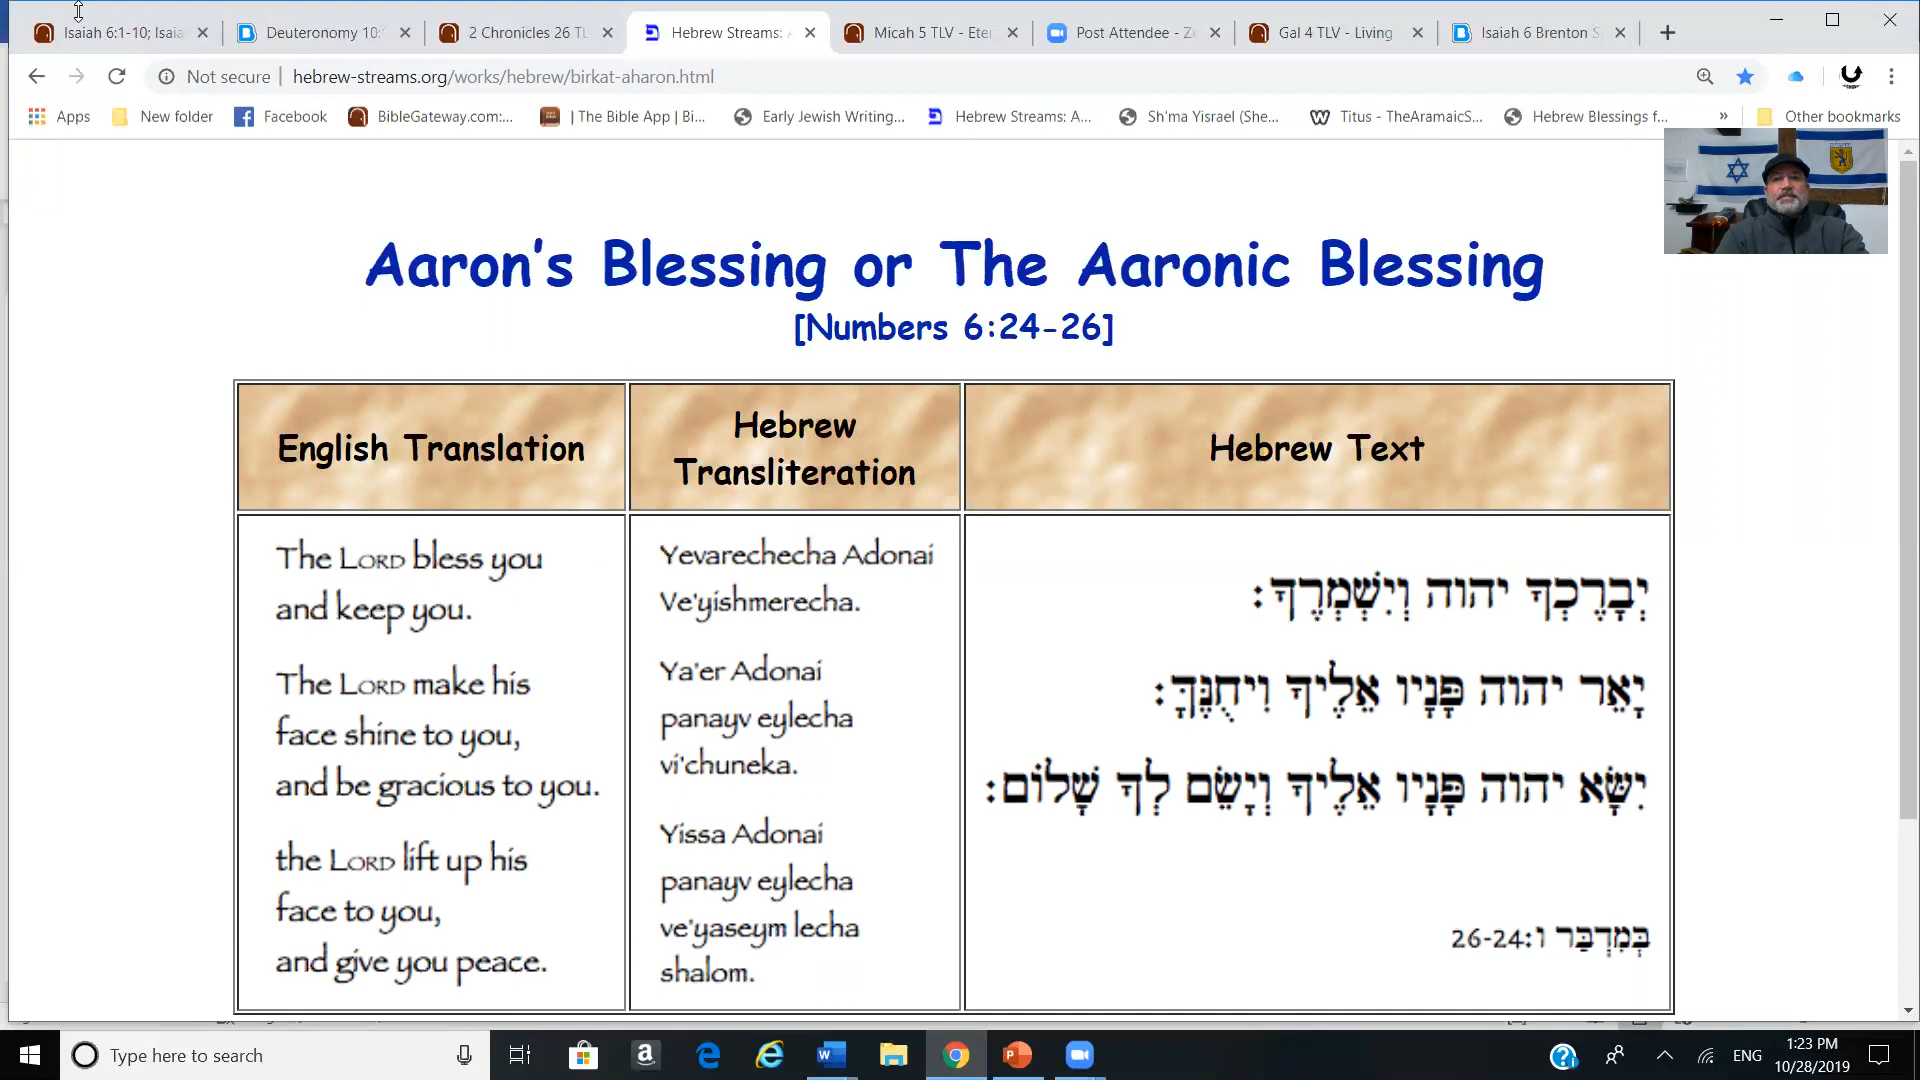 Isaiah 6:1-10; Isaia
Deuteronomy 10:
2 Chronicles 26 TL
Hebrew Streams: A
Micah 5 TLV - Eter
Post Attendee - Z
Gal 4 TLV - Living
Isaiah 6 Brenton S
Not secure | hebrew-streams.org/works/hebrew/birkat-aharon.html
Apps
New folder
Facebook
BibleGateway.com:...
| The Bible App | Bi...
Early Jewish Writing...
Hebrew Streams: A...
Sh'ma Yisrael (She...
Titus - TheAramaicS...
Hebrew Blessings f...
»
Other bookmarks
Aaron's Blessing or The Aaronic Blessing
[Numbers 6:24-26]
English Translation
Hebrew
Transliteration
Hebrew Text
The LORD bless you
and keep you.
The LORD make his
face shine to you,
and be gracious to you.
the LORD lift up his
face to you,
and give you peace.
Yevarechecha Adonai
Ve'yishmerecha.
Ya'er Adonai
panayv eylecha
vi'chuneka.
Yissa Adonai
panayv eylecha
ve'yaseym lecha
shalom.
יְבָרֶכְךָ יהוה וְיִשְׁמְרֶךָ:
יָאֵר יהוה פָּנָיו אֵלֶיךָ וִיחֻנֶּךָּ:
יִשָּׂא יהוה פָּנָיו אֵלֶיךָ וְיָשֵׂם לְךָ שָׁלוֹם:
בְּמִדְבַּר ו:24-26
Type here to search
ENG
1:23 PM
10/28/2019